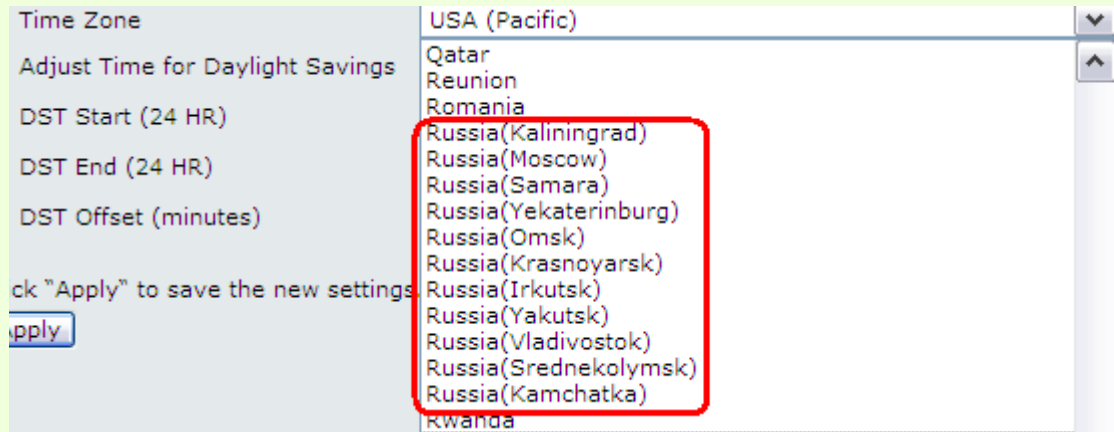 Time Zone
USA (Pacific)
Adjust Time for Daylight Savings
DST Start (24 HR)
DST End (24 HR)
DST Offset (minutes)
ck "Apply" to save the new settings.
Apply
Qatar
Reunion
Romania
Russia(Kaliningrad)
Russia(Moscow)
Russia(Samara)
Russia(Yekaterinburg)
Russia(Omsk)
Russia(Krasnoyarsk)
Russia(Irkutsk)
Russia(Yakutsk)
Russia(Vladivostok)
Russia(Srednekolymsk)
Russia(Kamchatka)
Rwanda